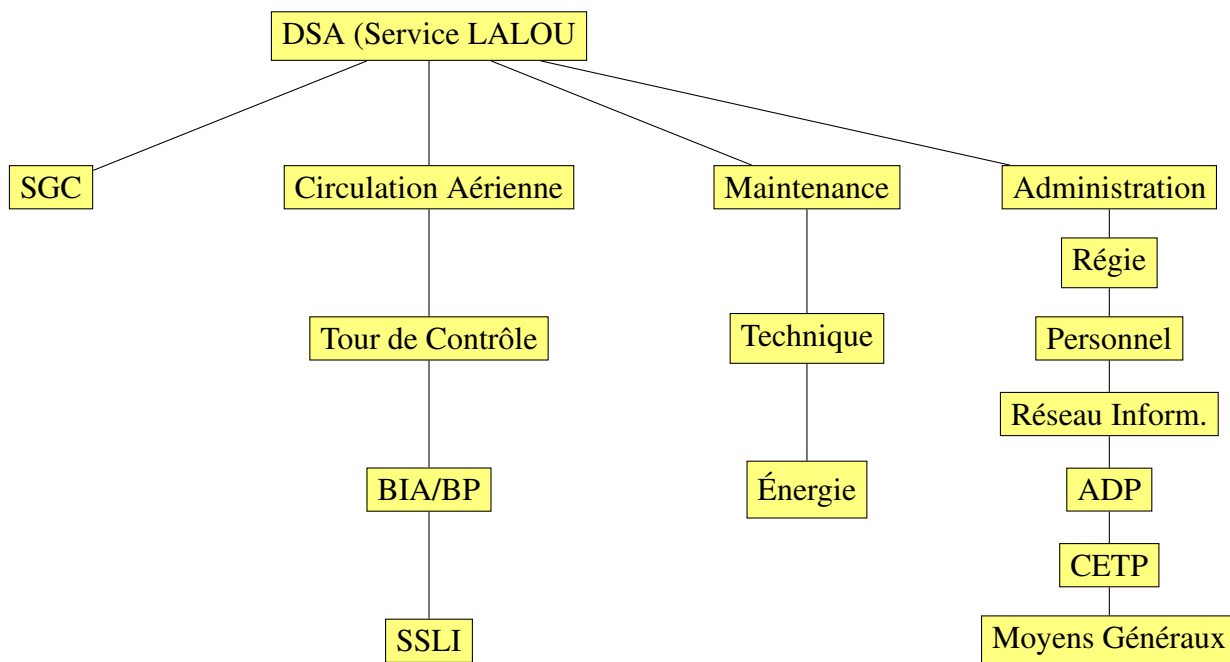 DSA (Service LALOU
SGC
Circulation Aérienne
Maintenance
Administration
Régie
Tour de Contrôle
Technique
Personnel
Réseau Inform.
BIA/BP
Énergie
ADP
CETP
SSLI
Moyens Généraux